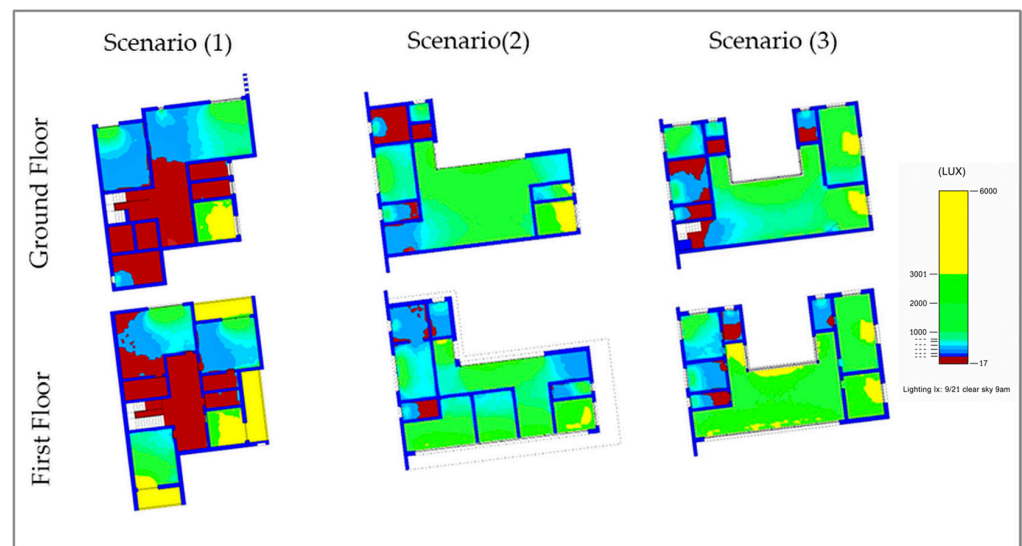 Scenario (1)
Scenario(2)
Scenario (3)
Ground Floor
First Floor
(LUX)
6000
3001
2000
1000
17
Lighting lx: 9/21 clear sky 9am